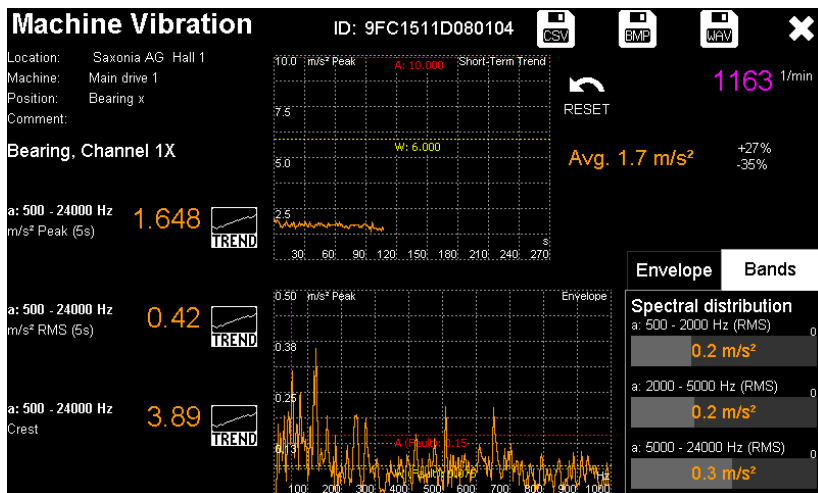 Machine Vibration
ID: 9FC1511D080104
CSV
BMP
WAV
Location: Saxonia AG Hall 1
Machine: Main drive 1
Position: Bearing x
Comment:
Bearing, Channel 1X
10.0 m/s² Peak
A: 10.000
Short-Term Trend
7.5
W: 6.000
5.0
2.5
s
30 60 90 120 150 180 210 240 270
RESET
1163 1/min
Avg. 1.7 m/s²
+27%
-35%
a: 500 - 24000 Hz
m/s² Peak (5s)
1.648
TREND
a: 500 - 24000 Hz
m/s² RMS (5s)
0.42
TREND
a: 500 - 24000 Hz
Crest
3.89
TREND
0.50 m/s² Peak
Envelope
0.38
0.25
0.13
A (Fault): 0.15
100 200 300 400 500 600 700 800 900 1000
Envelope
Bands
Spectral distribution
a: 500 - 2000 Hz (RMS)
0
0.2 m/s²
a: 2000 - 5000 Hz (RMS)
0
0.2 m/s²
a: 5000 - 24000 Hz (RMS)
0
0.3 m/s²